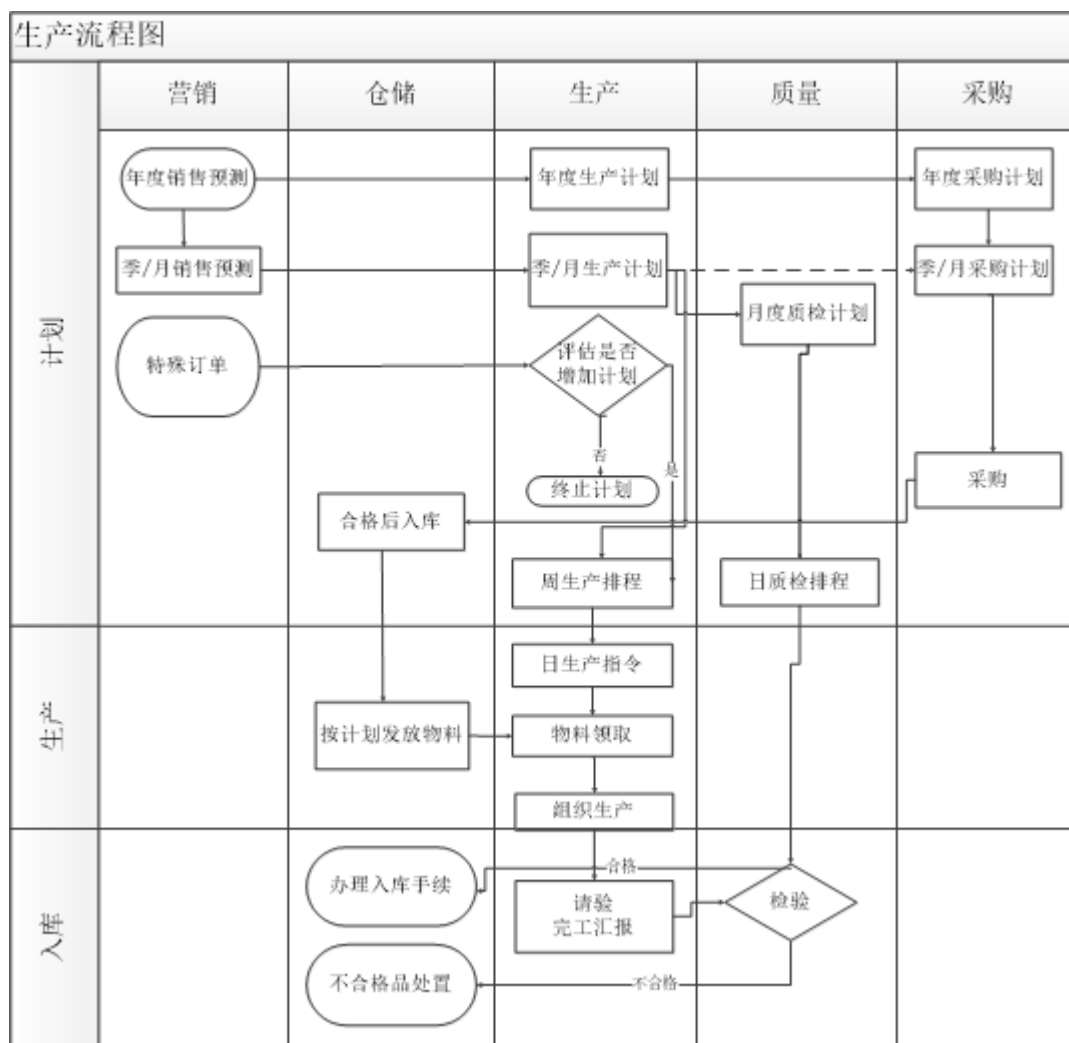 生产流程图
营销
仓储
生产
质量
采购
计划
年度销售预测
年度生产计划
年度采购计划
季/月销售预测
季/月生产计划
季/月采购计划
月度质检计划
特殊订单
评估是否
增加计划
否
是
终止计划
采购
合格后入库
周生产排程
日质检排程
生产
日生产指令
按计划发放物料
物料领取
组织生产
入库
合格
办理入库手续
请验
完工汇报
检验
不合格品处置
不合格